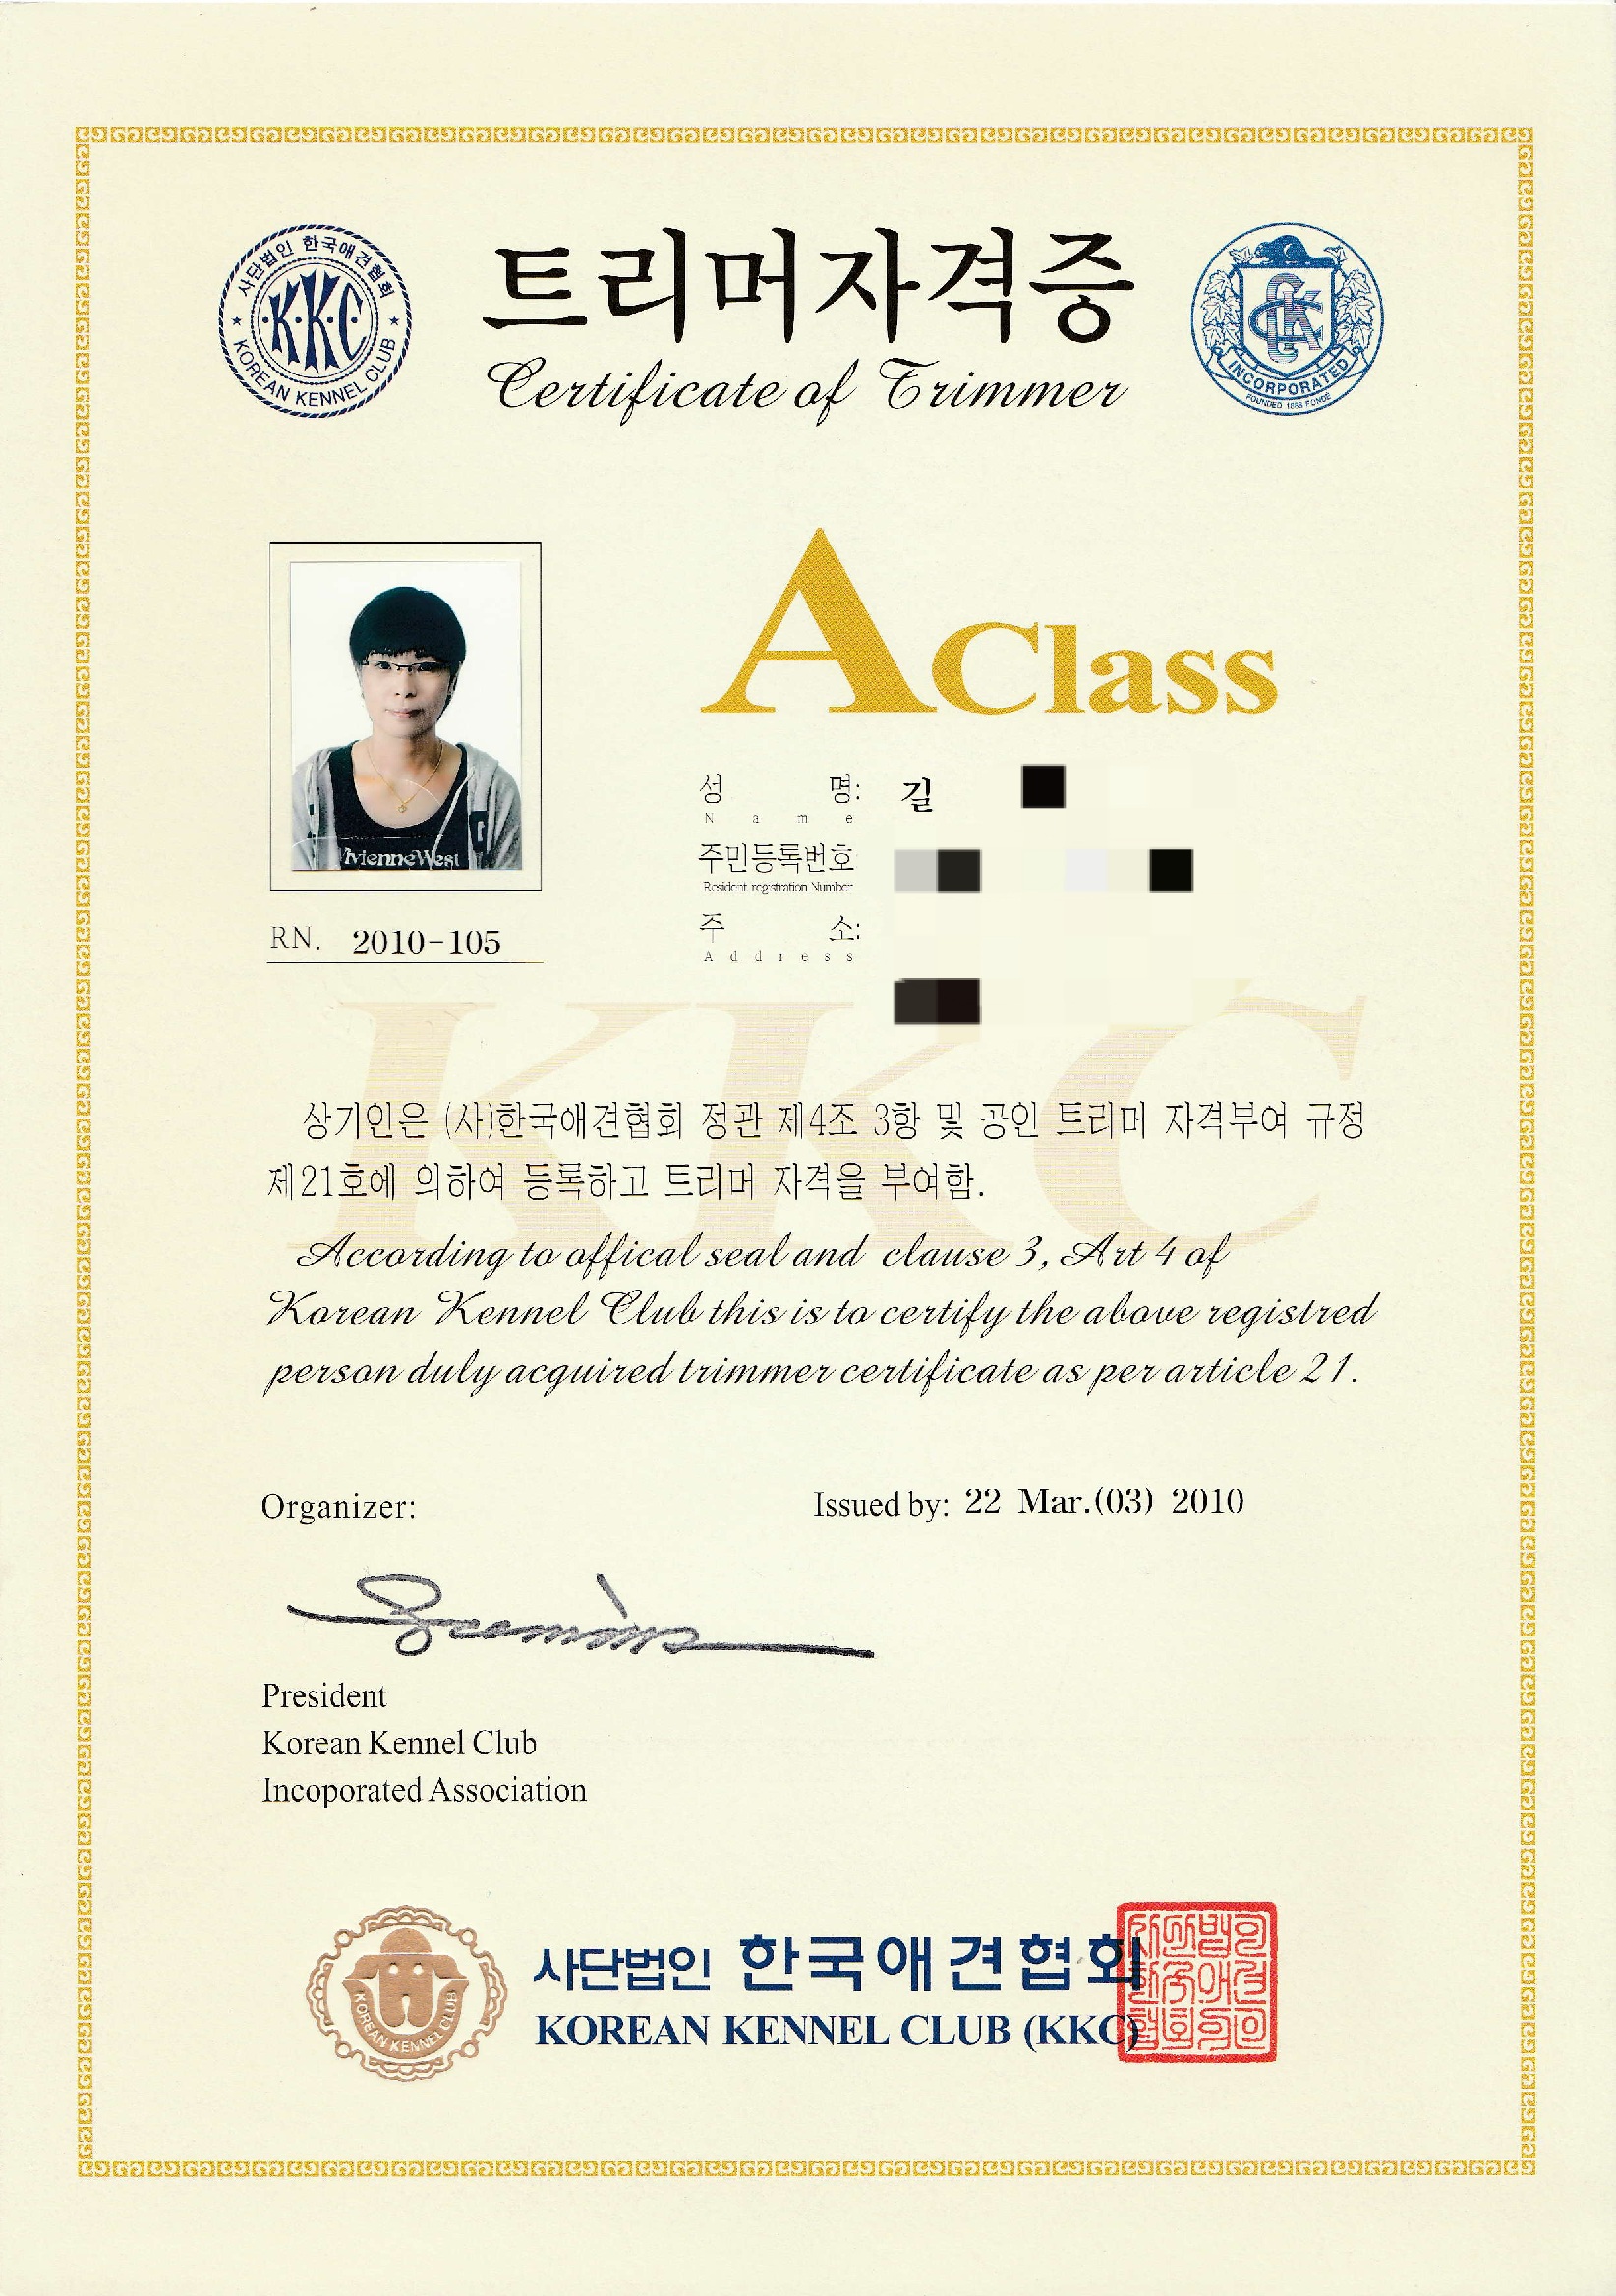 사단법인 한국애견협회
KKC
KOREAN KENNEL CLUB
트리머자격증
Certificate of Trimmer
CKC
INCORPORATED
FOUNDED 1888 FONDÉ
A Class
성 명: 길
Name
주민등록번호
Resident registration Number
주 소:
Address
VivienneWest
RN. 2010-105
KKC
상기인은 (사)한국애견협회 정관 제4조 3항 및 공인 트리머 자격부여 규정
제21호에 의하여 등록하고 트리머 자격을 부여함.
According to offical seal and clause 3, Art 4 of
Korean Kennel Club this is to certify the above registred
person duly acquired trimmer certificate as per article 21.
Organizer:
Issued by: 22 Mar.(03) 2010
President
Korean Kennel Club
Incoporated Association
KOREAN KENNEL CLUB
사단법인 한국애견협회
KOREAN KENNEL CLUB (KKC)